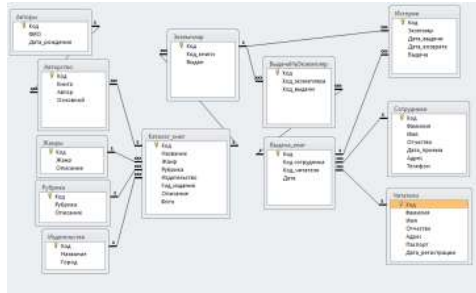 Авторы
Код
ФИО
Дата_рождения
Авторство
Код
Книга
Автор
Основной
Жанры
Код
Жанр
Описание
Рубрика
Код
Рубрика
Описание
Издательства
Код
Название
Город
Экземпляр
Код
Код_книги
Выдан
Каталог_книг
Код
Название
Жанр
Рубрика
Издательство
Год_издания
Описание
Фото
Код
Код_экземпляра
Код_выдачи
Выдача_книг
Код
Код_сотрудника
Код_читателя
Дата
История
Код
Экземпляр
Дата_выдачи
Дата_возврата
Выдача
Сотрудники
Код
Фамилия
Имя
Отчество
Дата_приема
Адрес
Телефон
Читатели
Код
Фамилия
Имя
Отчество
Адрес
Паспорт
Дата_регистрации